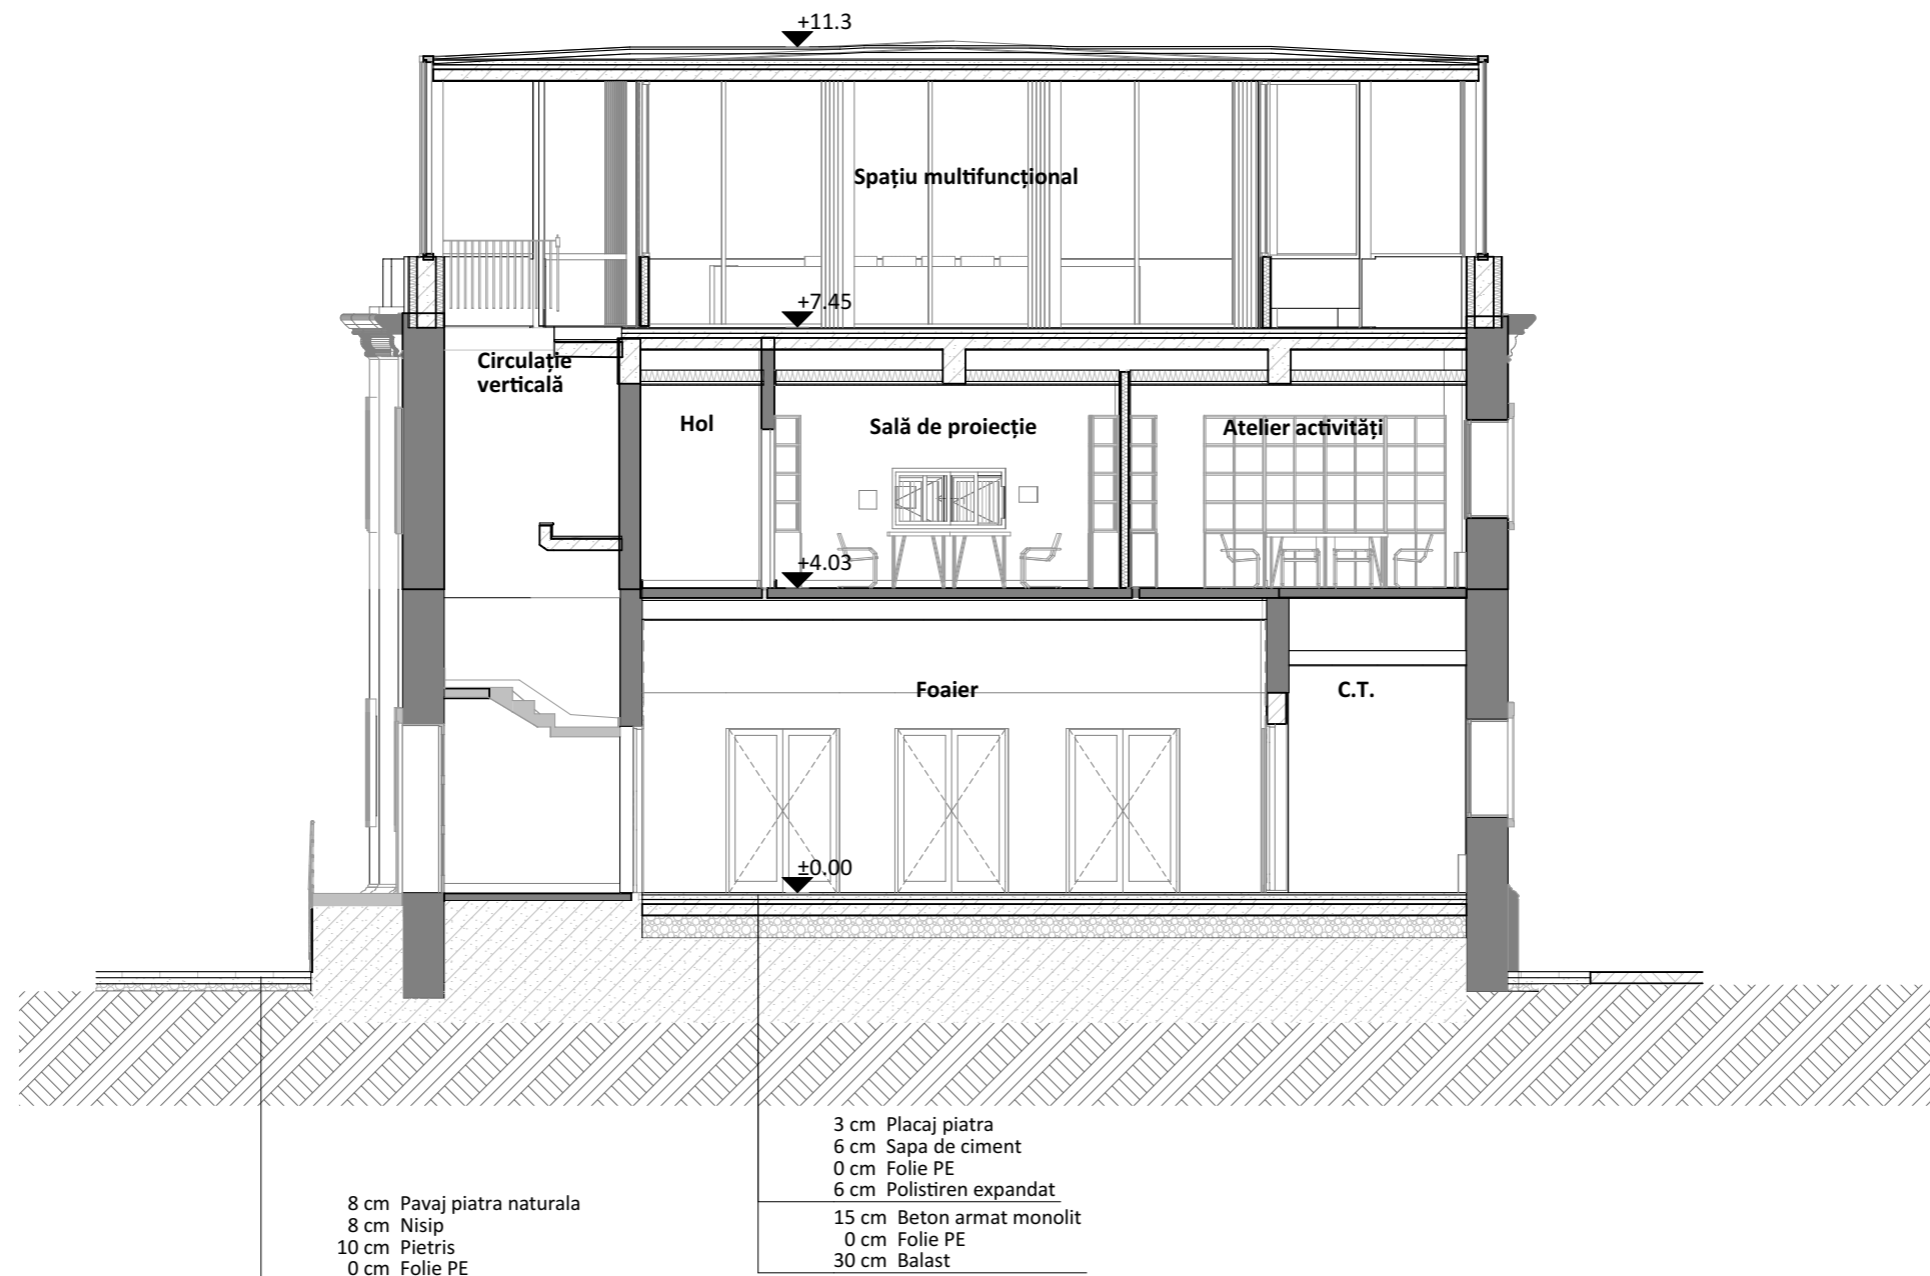 +11.3
Spațiu multifuncțional
+7.45
Circulație
verticală
Hol
Sală de proiecție
Atelier activități
+4.03
Foaier
C.T.
±0.00
3 cm Placaj piatra
6 cm Sapa de ciment
0 cm Folie PE
6 cm Polistiren expandat
15 cm Beton armat monolit
0 cm Folie PE
30 cm Balast
8 cm Pavaj piatra naturala
8 cm Nisip
10 cm Pietris
0 cm Folie PE